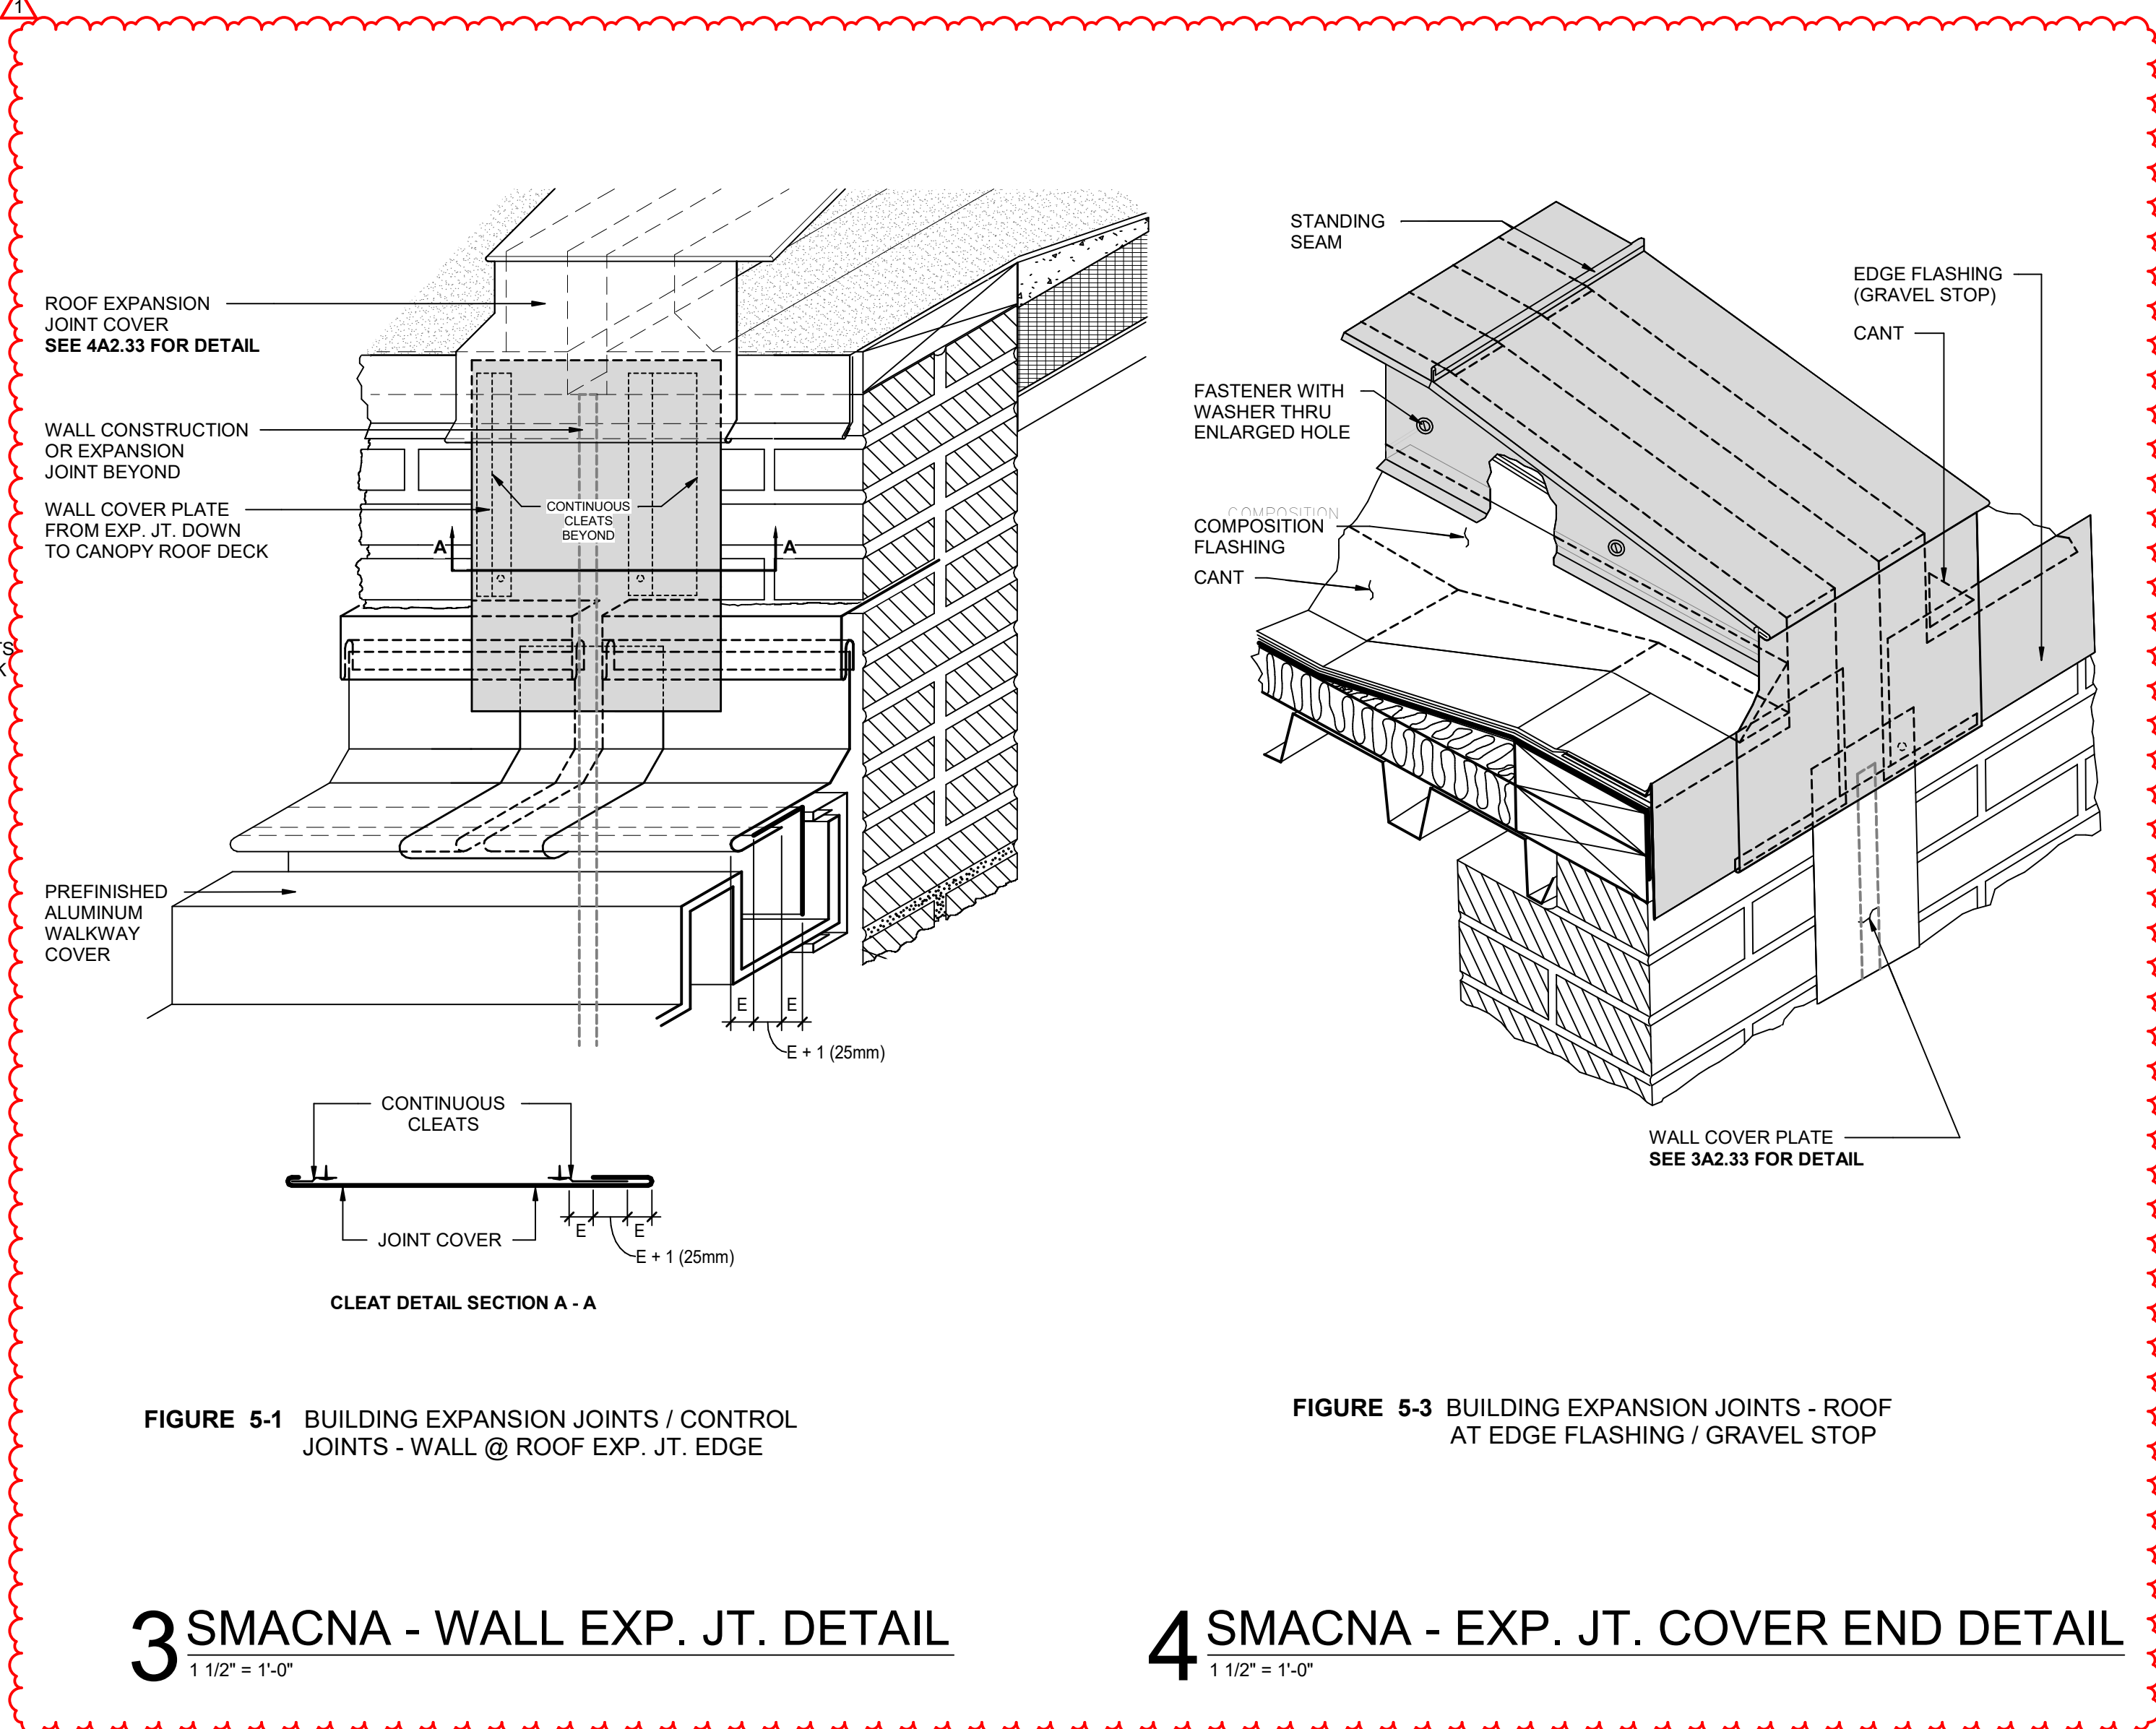 1
ROOF EXPANSION
JOINT COVER
SEE 4A2.33 FOR DETAIL
WALL CONSTRUCTION
OR EXPANSION
JOINT BEYOND
WALL COVER PLATE
FROM EXP. JT. DOWN
TO CANOPY ROOF DECK
CONTINUOUS
CLEATS
BEYOND
A
A
PREFINISHED
ALUMINUM
WALKWAY
COVER
E
E
E + 1 (25mm)
CONTINUOUS
CLEATS
JOINT COVER
E
E
E + 1 (25mm)
CLEAT DETAIL SECTION A - A
FIGURE 5-1 BUILDING EXPANSION JOINTS / CONTROL
JOINTS - WALL @ ROOF EXP. JT. EDGE
3 SMACNA - WALL EXP. JT. DETAIL
1 1/2" = 1'-0"
STANDING
SEAM
EDGE FLASHING
(GRAVEL STOP)
CANT
FASTENER WITH
WASHER THRU
ENLARGED HOLE
COMPOSITION
COMPOSITION
FLASHING
CANT
WALL COVER PLATE
SEE 3A2.33 FOR DETAIL
FIGURE 5-3 BUILDING EXPANSION JOINTS - ROOF
AT EDGE FLASHING / GRAVEL STOP
4 SMACNA - EXP. JT. COVER END DETAIL
1 1/2" = 1'-0"